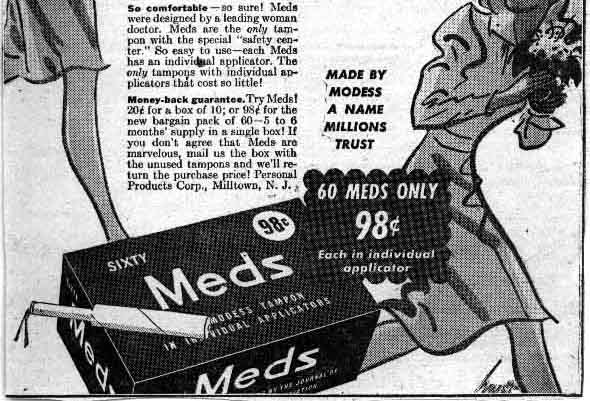 So comfortable—so sure! Meds
were designed by a leading woman
doctor. Meds are the only tam-
pon with the special "safety cen-
ter." So easy to use—each Meds
has an individual applicator. The
only tampons with individual ap-
plicators that cost so little!
Money-back guarantee. Try Meds!
20¢ for a box of 10; or 98¢ for the
new bargain pack of 60—5 to 6
months' supply in a single box! If
you don't agree that Meds are
marvelous, mail us the box with
the unused tampons and we'll re-
turn the purchase price! Personal
Products Corp., Milltown, N. J.
MADE BY
MODESS
A NAME
MILLIONS
TRUST
60 MEDS ONLY
98¢
Each in individual
applicator
98¢
SIXTY
Meds
MODESS TAMPON
IN INDIVIDUAL APPLICATORS
Meds
Meds
BY THE JOURNAL OF